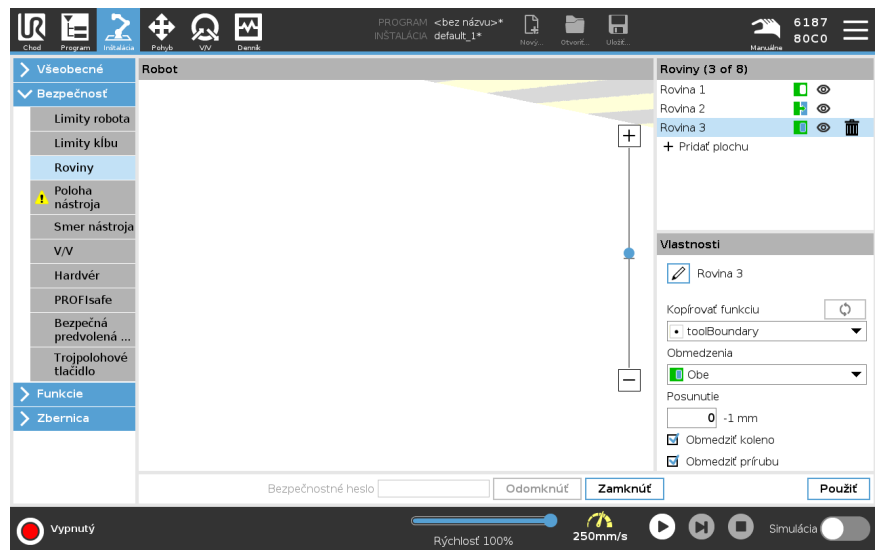 PROGRAM <bez názvu>*
INŠTALÁCIA default_1*
Chod Program Inštalácia Pohyb V/V Denník Nový... Otvoriť... Uložiť... Manuálne
6187
80C0
Všeobecné
Bezpečnosť
Limity robota
Limity kĺbu
Roviny
Poloha
nástroja
Smer nástroja
V/V
Hardvér
PROFIsafe
Bezpečná
predvolená ...
Trojpolohové
tlačidlo
Funkcie
Zbernica
Robot
Roviny (3 of 8)
Rovina 1
Rovina 2
Rovina 3
+ Pridať plochu
Vlastnosti
Rovina 3
Kopírovať funkciu
toolBoundary
Obmedzenia
Obe
Posunutie
0 -1 mm
Obmedziť koleno
Obmedziť prírubu
Bezpečnostné heslo Odomknúť Zamknúť Použiť
Vypnutý
Rýchlosť 100%
250mm/s
Simulácia